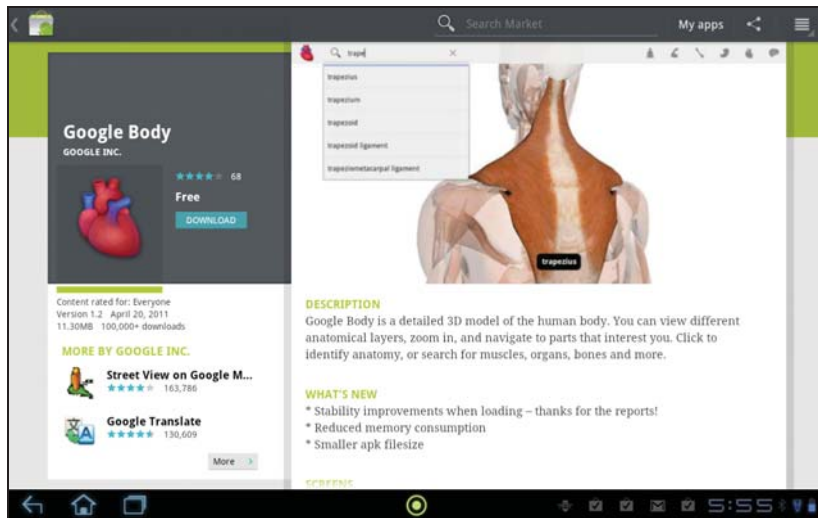 Search Market
My apps
Google Body
GOOGLE INC.
68
Free
DOWNLOAD
Content rated for: Everyone
Version 1.2 April 20, 2011
11.30MB 100,000+ downloads
MORE BY GOOGLE INC.
Street View on Google M...
163,786
Google Translate
130,609
More
trape
trapezius
trapezium
trapezoid
trapezoid ligament
trapeziometacarpal ligament
trapezius
DESCRIPTION
Google Body is a detailed 3D model of the human body. You can view different
anatomical layers, zoom in, and navigate to parts that interest you. Click to
identify anatomy, or search for muscles, organs, bones and more.
WHAT'S NEW
* Stability improvements when loading – thanks for the reports!
* Reduced memory consumption
* Smaller apk filesize
SCREENS
5:55